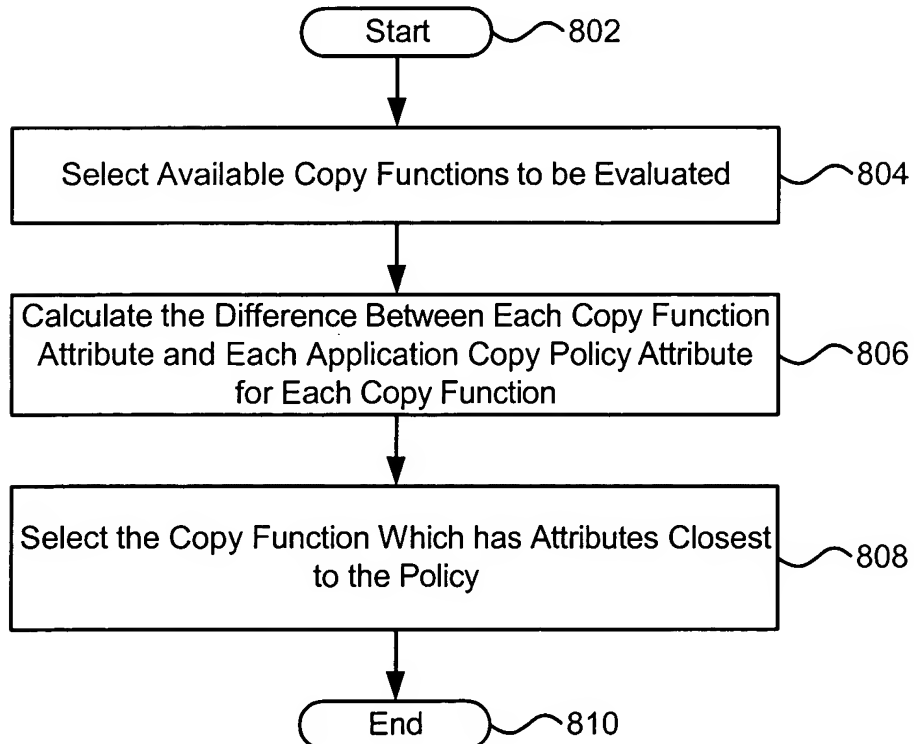 Start
802
Select Available Copy Functions to be Evaluated
804
Calculate the Difference Between Each Copy Function
Attribute and Each Application Copy Policy Attribute
for Each Copy Function
806
Select the Copy Function Which has Attributes Closest
to the Policy
808
End
810